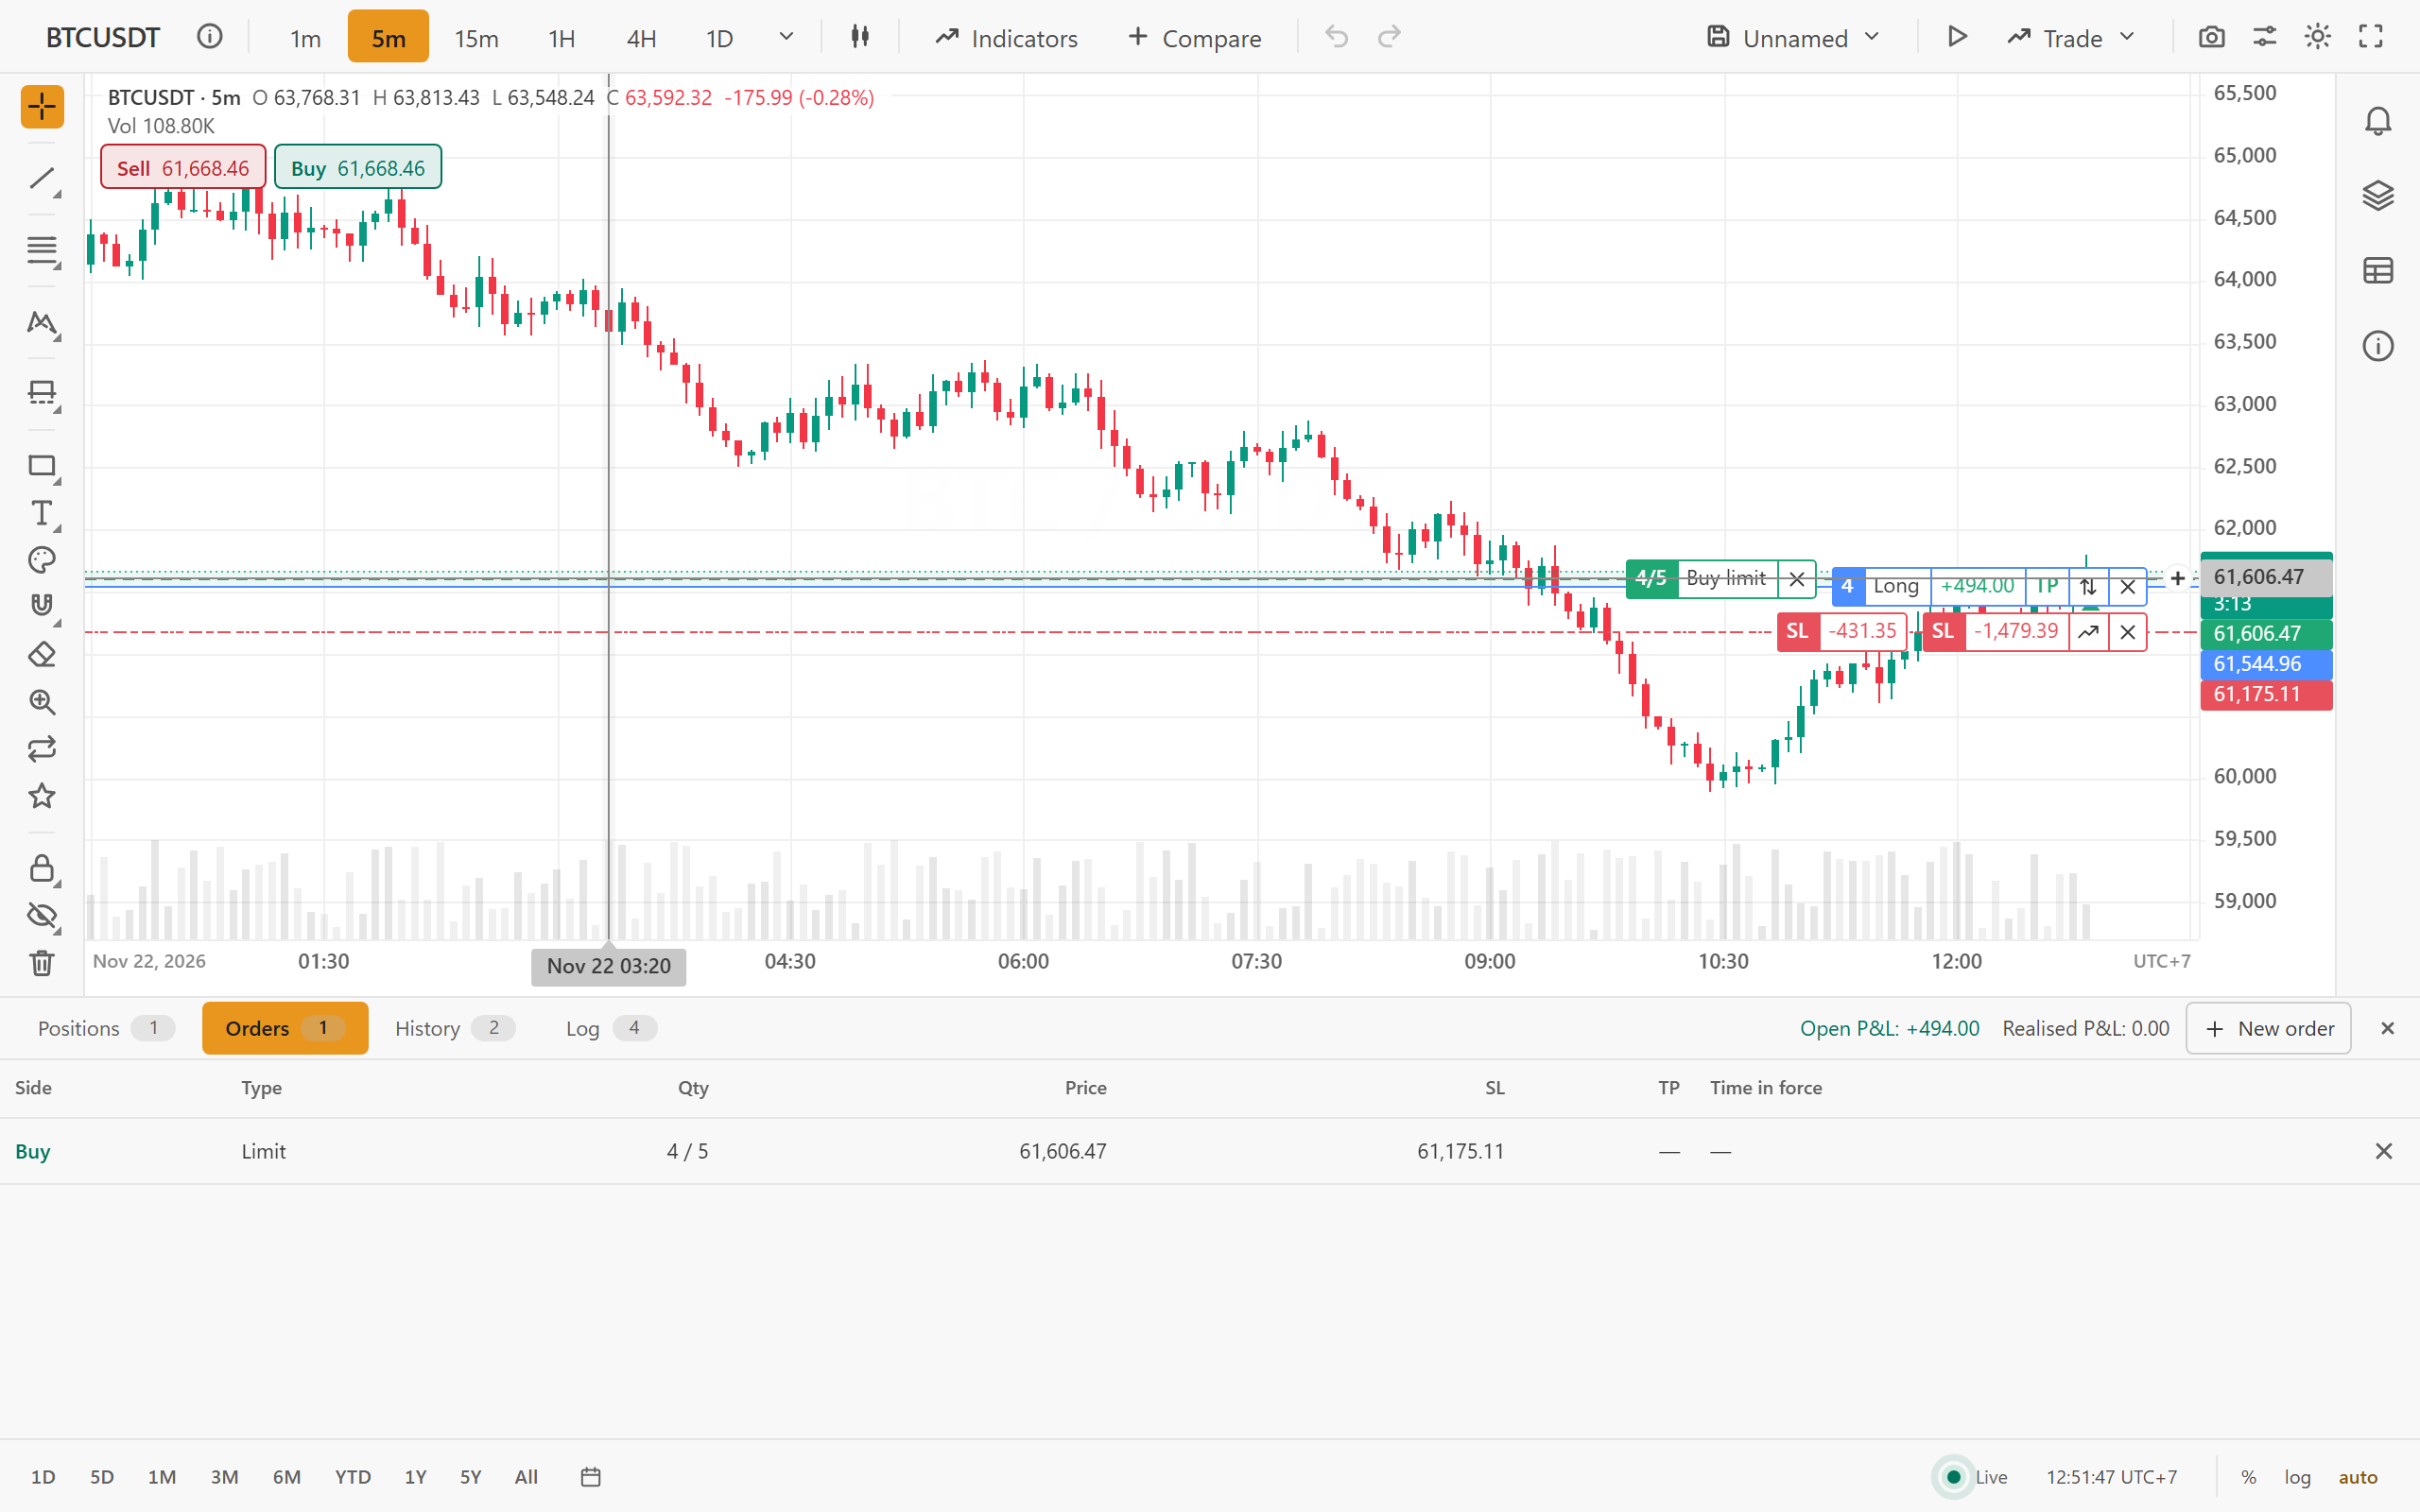 BTCUSDT 1m 5m 15m 1H 4H 1D Indicators Compare Unnamed Trade
BTCUSDT · 5m O 63,768.31 H 63,813.43 L 63,548.24 C 63,592.32 -175.99 (-0.28%)
Vol 108.80K
Sell 61,668.46 Buy 61,668.46
65,500
65,000
64,500
64,000
63,500
63,000
62,500
62,000
4/5 Buy limit
4 Long +494.00 TP
61,606.47
3:13
SL -431.35 SL -1,479.39
61,606.47
61,544.96
61,175.11
60,000
59,500
59,000
Nov 22, 2026 01:30 Nov 22 03:20 04:30 06:00 07:30 09:00 10:30 12:00 UTC+7
Positions 1 Orders 1 History 2 Log 4 Open P&L: +494.00 Realised P&L: 0.00 New order
Side Type Qty Price SL TP Time in force
Buy Limit 4 / 5 61,606.47 61,175.11 — —
1D 5D 1M 3M 6M YTD 1Y 5Y All Live 12:51:47 UTC+7 % log auto